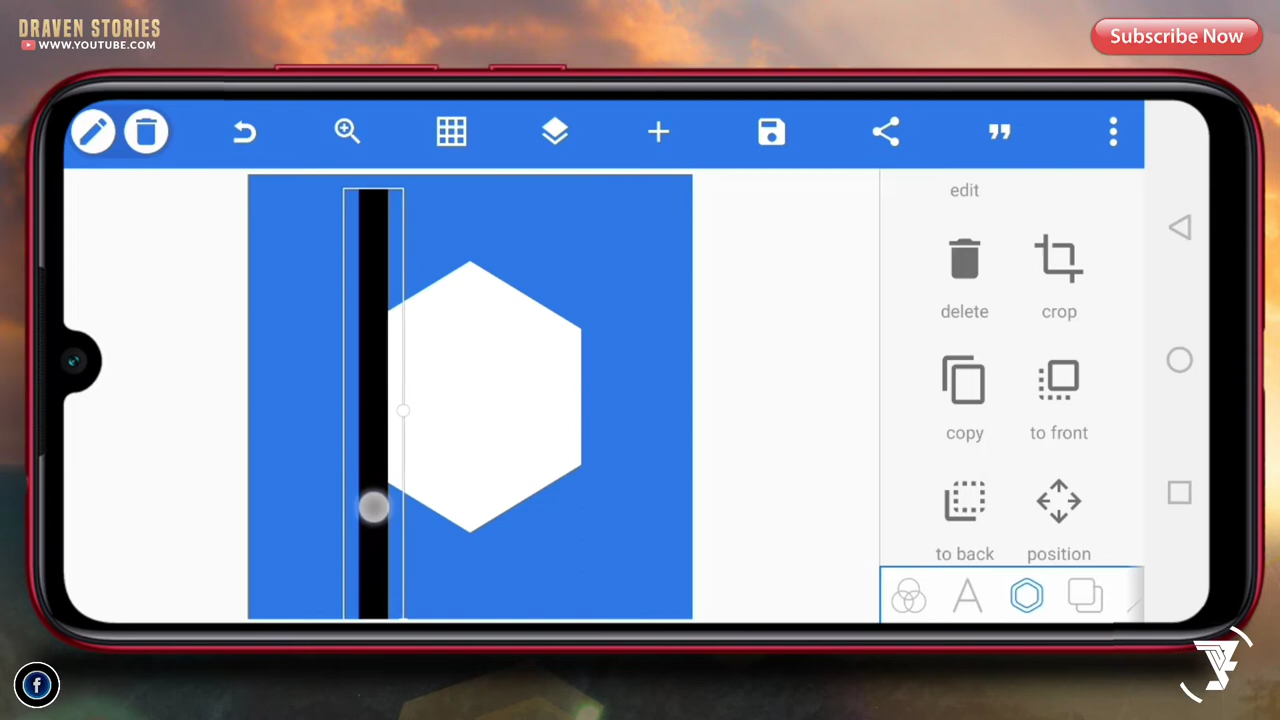 DRAVEN STORIES
WWW.YOUTUBE.COM
Subscribe Now
edit
delete
crop
copy
to front
to back
position